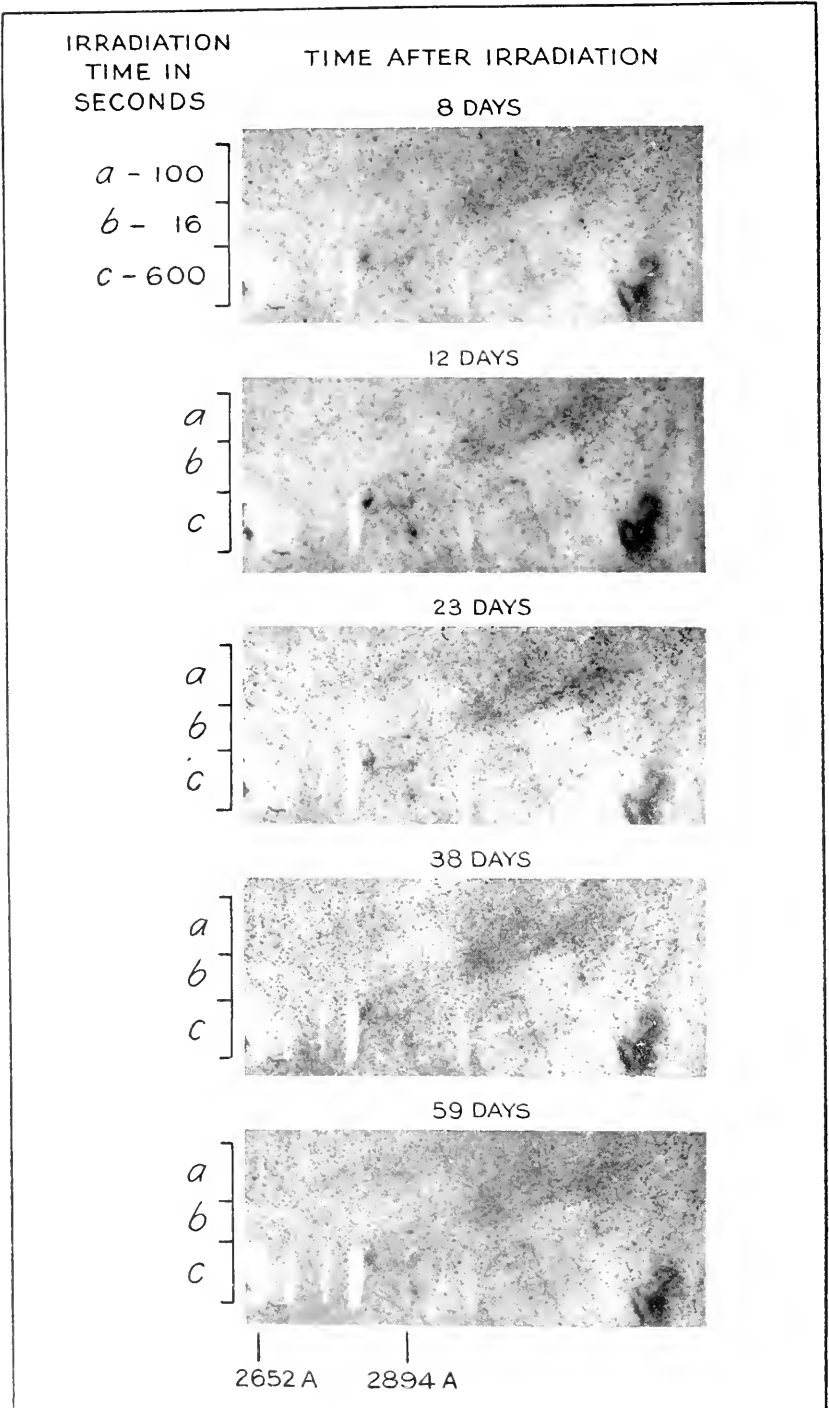 IRRADIATION
TIME IN
SECONDS
TIME AFTER IRRADIATION
8 DAYS
a - 100
b - 16
c - 600
12 DAYS
a
b
c
23 DAYS
a
b
c
38 DAYS
a
b
c
59 DAYS
a
b
c
2652 A 2894 A